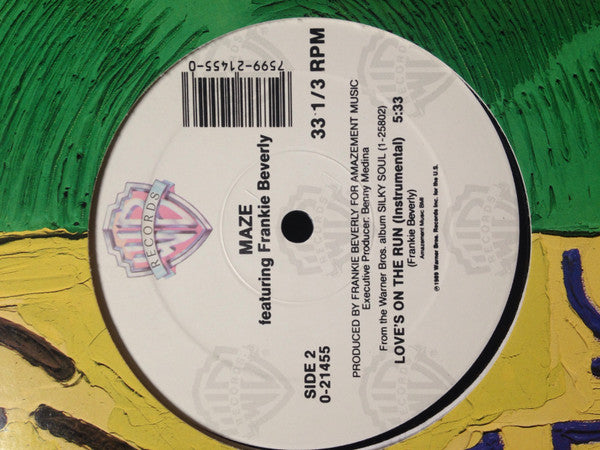 WB
RECORDS
MAZE
featuring Frankie Beverly
7599-21455-0
SIDE 2
0-21455
33 1/3 RPM
PRODUCED BY FRANKIE BEVERLY FOR AMAZEMENT MUSIC
Executive Producer: Benny Medina
From the Warner Bros. album SILKY SOUL (1-25802)
LOVE'S ON THE RUN (Instrumental) 5:33
(Frankie Beverly)
Amazement Music BMI
℗1989 Warner Bros. Records Inc. for the U.S.